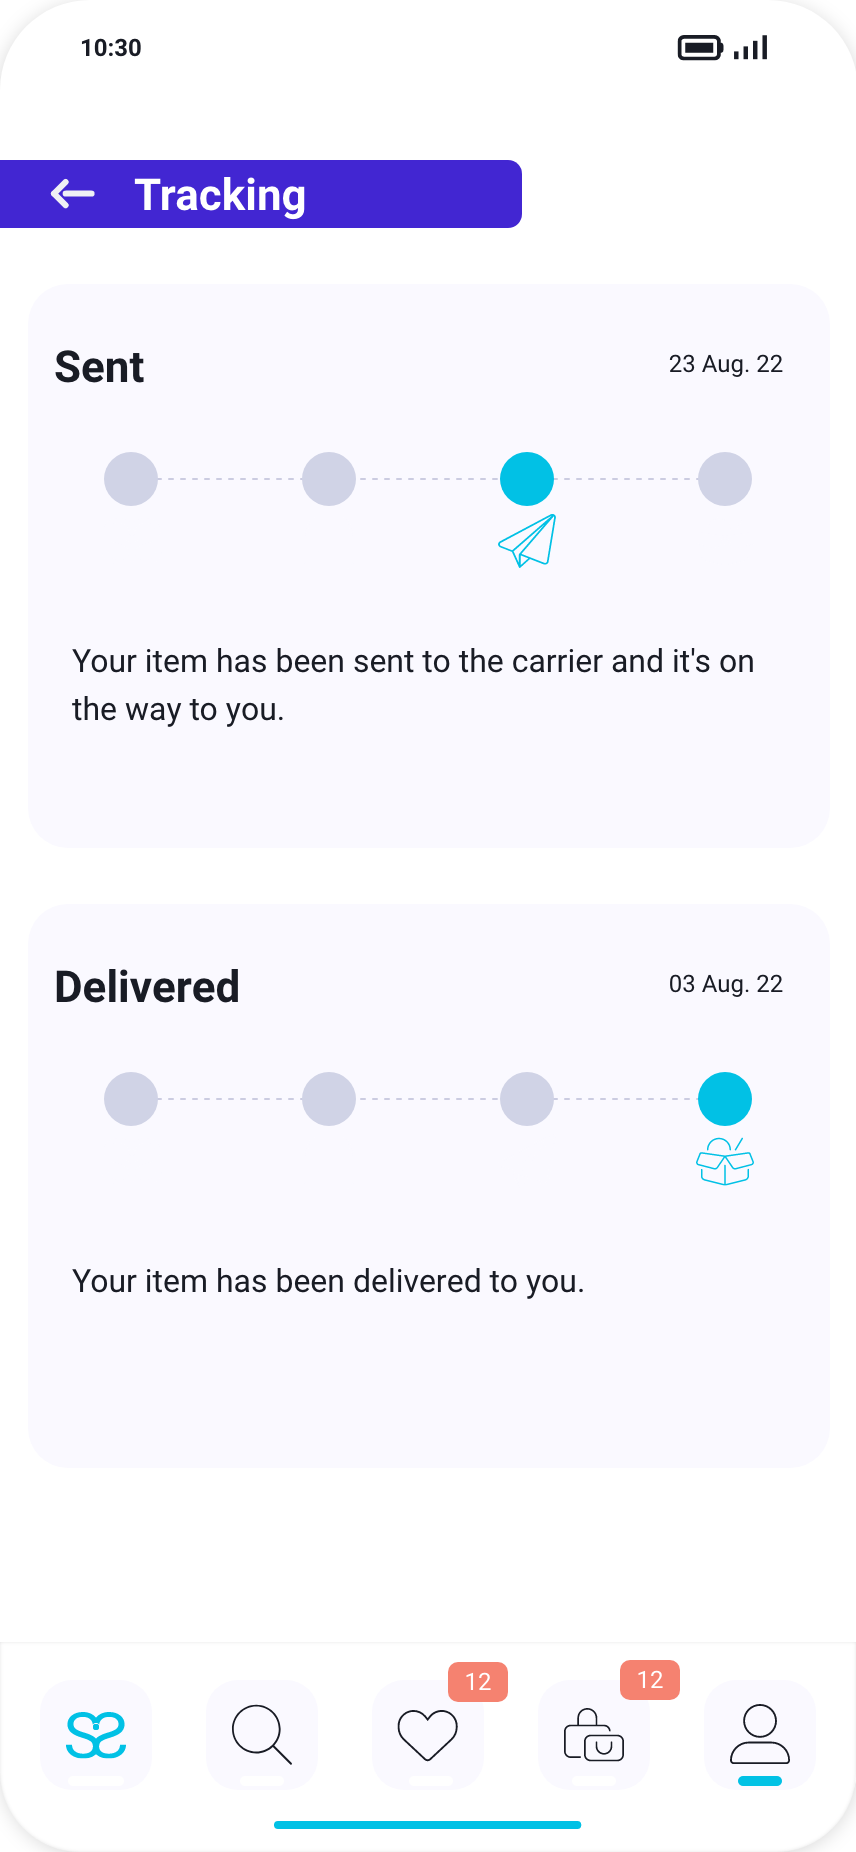 10:30
Tracking
Sent
23 Aug. 22
Your item has been sent to the carrier and it's on
the way to you.
Delivered
03 Aug. 22
Your item has been delivered to you.
12
12